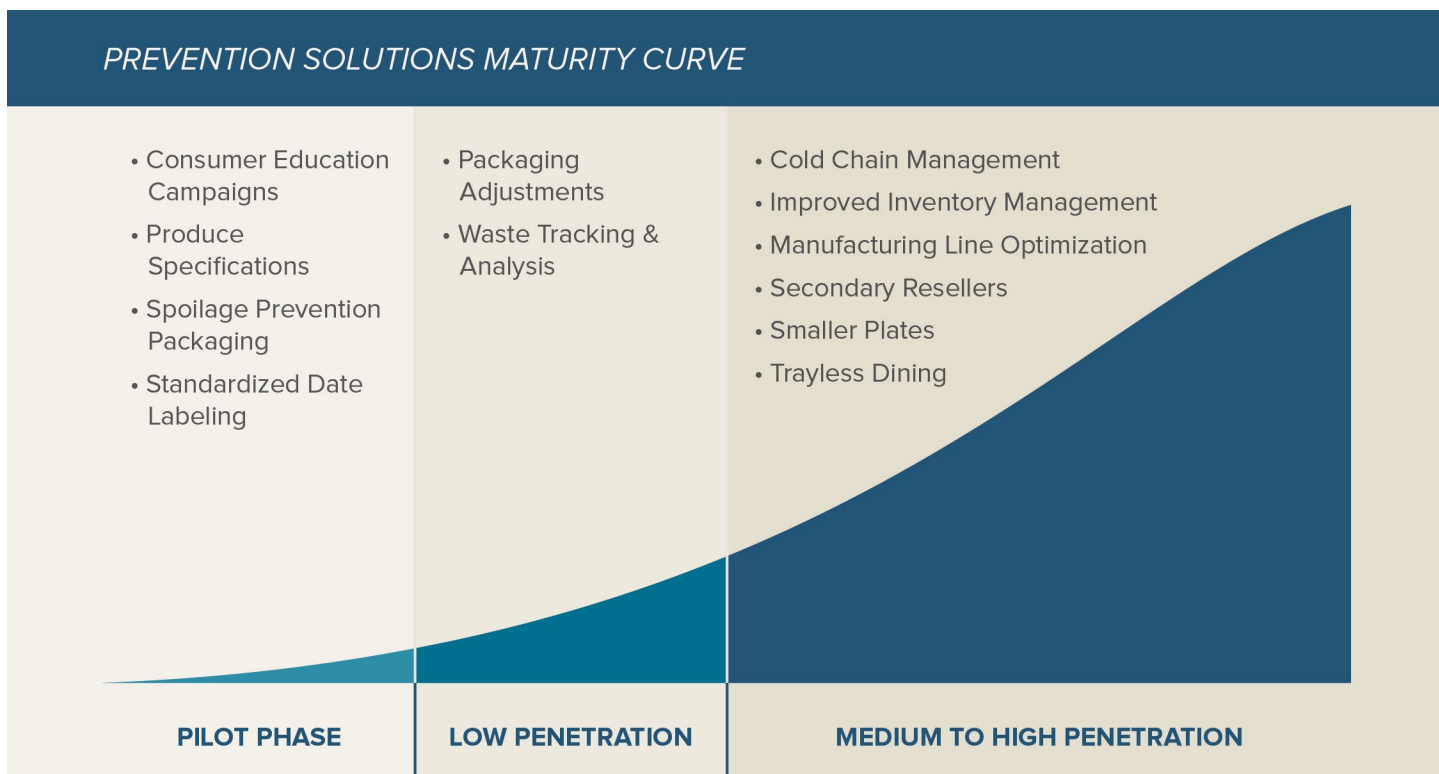 PREVENTION SOLUTIONS MATURITY CURVE
• Consumer Education
Campaigns
• Produce
Specifications
• Spoilage Prevention
Packaging
• Standardized Date
Labeling
• Packaging
Adjustments
• Waste Tracking &
Analysis
• Cold Chain Management
• Improved Inventory Management
• Manufacturing Line Optimization
• Secondary Resellers
• Smaller Plates
• Trayless Dining
PILOT PHASE
LOW PENETRATION
MEDIUM TO HIGH PENETRATION